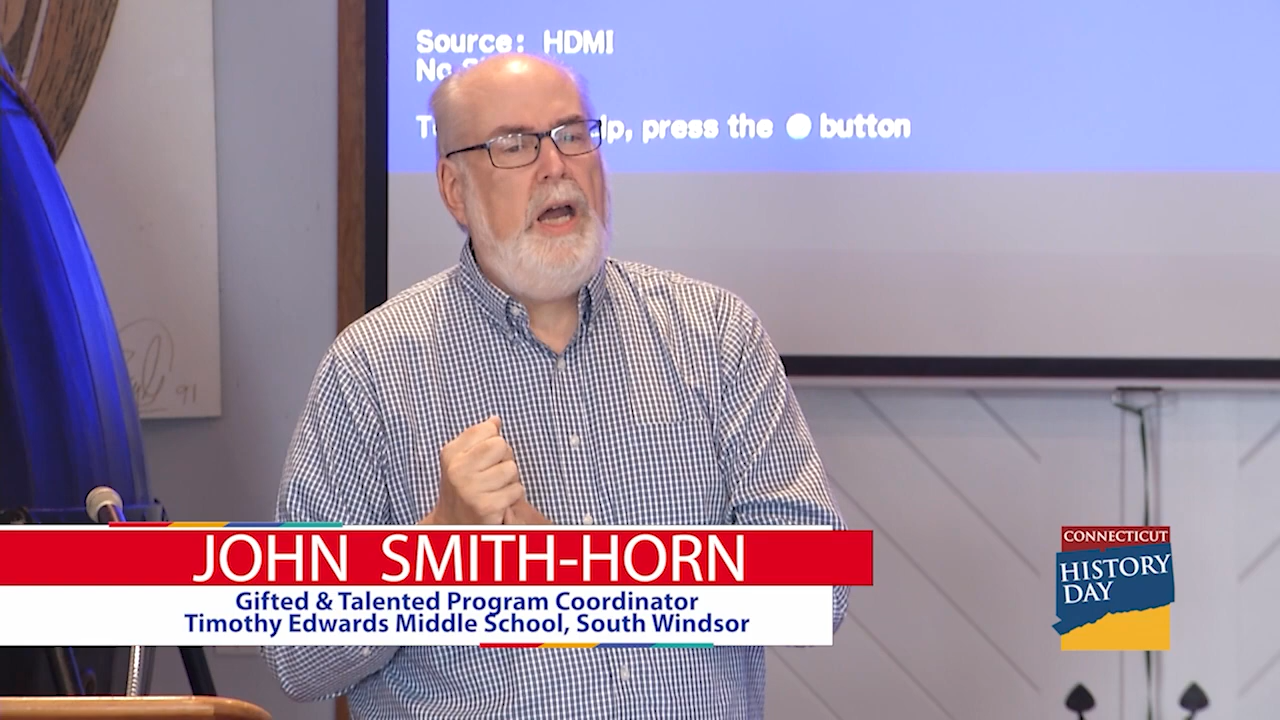 Source: HDMI
No
press the button
91
JOHN SMITH-HORN
Gifted & Talented Program Coordinator
Timothy Edwards Middle School, South Windsor
CONNECTICUT
HISTORY
DAY